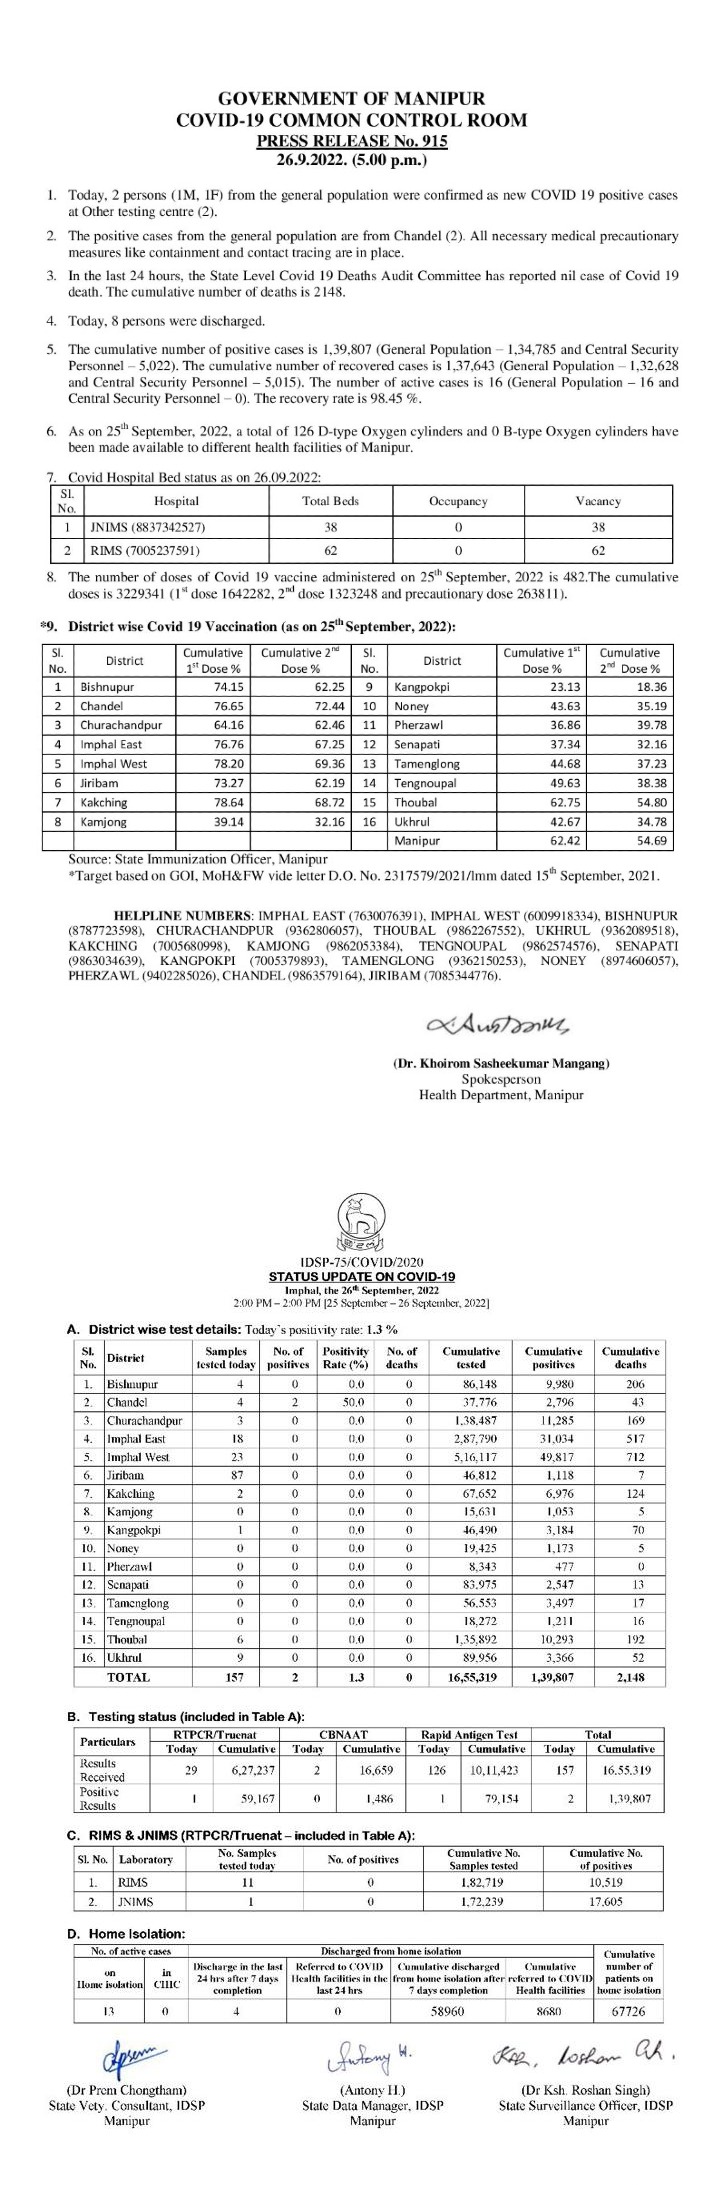 GOVERNMENT OF MANIPUR
COVID-19 COMMON CONTROL ROOM
PRESS RELEASE No. 915
26.9.2022. (5.00 p.m.)
1. Today, 2 persons (1M, 1F) from the general population were confirmed as new COVID 19 positive cases
at Other testing centre (2).
2. The positive cases from the general population are from Chandel (2). All necessary medical precautionary
measures like containment and contact tracing are in place.
3. In the last 24 hours, the State Level Covid 19 Deaths Audit Committee has reported nil case of Covid 19
death. The cumulative number of deaths is 2148.
4. Today, 8 persons were discharged.
5. The cumulative number of positive cases is 1,39,807 (General Population – 1,34,785 and Central Security
Personnel – 5,022). The cumulative number of recovered cases is 1,37,643 (General Population – 1,32,628
and Central Security Personnel – 5,015). The number of active cases is 16 (General Population – 16 and
Central Security Personnel – 0). The recovery rate is 98.45 %.
6. As on 25th September, 2022, a total of 126 D-type Oxygen cylinders and 0 B-type Oxygen cylinders have
been made available to different health facilities of Manipur.
7. Covid Hospital Bed status as on 26.09.2022:
Sl. No. Hospital Total Beds Occupancy Vacancy
1 JNIMS (8837342527) 38 0 38
2 RIMS (7005237591) 62 0 62
8. The number of doses of Covid 19 vaccine administered on 25th September, 2022 is 482.The cumulative
doses is 3229341 (1st dose 1642282, 2nd dose 1323248 and precautionary dose 263811).
*9. District wise Covid 19 Vaccination (as on 25th September, 2022):
Sl. No. District Cumulative 1st Dose % Cumulative 2nd Dose % Sl. No. District Cumulative 1st Dose % Cumulative 2nd Dose %
1 Bishnupur 74.15 62.25 9 Kangpokpi 23.13 18.36
2 Chandel 76.65 72.44 10 Noney 43.63 35.19
3 Churachandpur 64.16 62.46 11 Pherzawl 36.86 39.78
4 Imphal East 76.76 67.25 12 Senapati 37.34 32.16
5 Imphal West 78.20 69.36 13 Tamenglong 44.68 37.23
6 Jiribam 73.27 62.19 14 Tengnoupal 49.63 38.38
7 Kakching 78.64 68.72 15 Thoubal 62.75 54.80
8 Kamjong 39.14 32.16 16 Ukhrul 42.67 34.78
Manipur 62.42 54.69
Source: State Immunization Officer, Manipur
*Target based on GOI, MoH&FW vide letter D.O. No. 2317579/2021/Imm dated 15th September, 2021.
HELPLINE NUMBERS: IMPHAL EAST (7630076391), IMPHAL WEST (6009918334), BISHNUPUR
(8787723598), CHURACHANDPUR (9362806057), THOUBAL (9862267552), UKHRUL (9362089518),
KAKCHING (7005680998), KAMJONG (9862053384), TENGNOUPAL (9862574576), SENAPATI
(9863034639), KANGPOKPI (7005379893), TAMENGLONG (9362150253), NONEY (8974606057),
PHERZAWL (9402285026), CHANDEL (9863579164), JIRIBAM (7085344776).
(Dr. Khoirom Sasheekumar Mangang)
Spokesperson
Health Department, Manipur
IDSP-75/COVID/2020
STATUS UPDATE ON COVID-19
Imphal, the 26th September, 2022
2:00 PM – 2:00 PM [25 September – 26 September, 2022]
A. District wise test details: Today's positivity rate: 1.3 %
Sl. No. District Samples tested today No. of positives Positivity Rate (%) No. of deaths Cumulative tested Cumulative positives Cumulative deaths
1. Bishnupur 4 0 0.0 0 86,148 9,980 206
2. Chandel 4 2 50.0 0 37,776 2,796 43
3. Churachandpur 3 0 0.0 0 1,38,487 11,285 169
4. Imphal East 18 0 0.0 0 2,87,790 31,034 517
5. Imphal West 23 0 0.0 0 5,16,117 49,817 712
6. Jiribam 87 0 0.0 0 46,812 1,118 7
7. Kakching 2 0 0.0 0 67,652 6,976 124
8. Kamjong 0 0 0.0 0 15,631 1,053 5
9. Kangpokpi 1 0 0.0 0 46,490 3,184 70
10. Noney 0 0 0.0 0 19,425 1,173 5
11. Pherzawl 0 0 0.0 0 8,343 477 0
12. Senapati 0 0 0.0 0 83,975 2,547 13
13. Tamenglong 0 0 0.0 0 56,553 3,497 17
14. Tengnoupal 0 0 0.0 0 18,272 1,211 16
15. Thoubal 6 0 0.0 0 1,35,892 10,293 192
16. Ukhrul 9 0 0.0 0 89,956 3,366 52
TOTAL 157 2 1.3 0 16,55,319 1,39,807 2,148
B. Testing status (included in Table A):
Particulars RTPCR/Truenat CBNAAT Rapid Antigen Test Total
Today Cumulative Today Cumulative Today Cumulative Today Cumulative
Results Received 29 6,27,237 2 16,659 126 10,11,423 157 16,55,319
Positive Results 1 59,167 0 1,486 1 79,154 2 1,39,807
C. RIMS & JNIMS (RTPCR/Truenat – included in Table A):
Sl. No. Laboratory No. Samples tested today No. of positives Cumulative No. Samples tested Cumulative No. of positives
1. RIMS 11 0 1,82,719 10,519
2. JNIMS 1 0 1,72,239 17,605
D. Home Isolation:
No. of active cases Discharged from home isolation Cumulative number of patients on home isolation
on Home isolation in CHC Discharge in the last 24 hrs after 7 days completion Referred to COVID Health facilities in the last 24 hrs Cumulative discharged from home isolation after 7 days completion Cumulative referred to COVID Health facilities
13 0 4 0 58960 8680 67726
Antony H.
(Dr Prem Chongtham) (Antony H.) (Dr Ksh. Roshan Singh)
State Vety. Consultant, IDSP State Data Manager, IDSP State Surveillance Officer, IDSP
Manipur Manipur Manipur